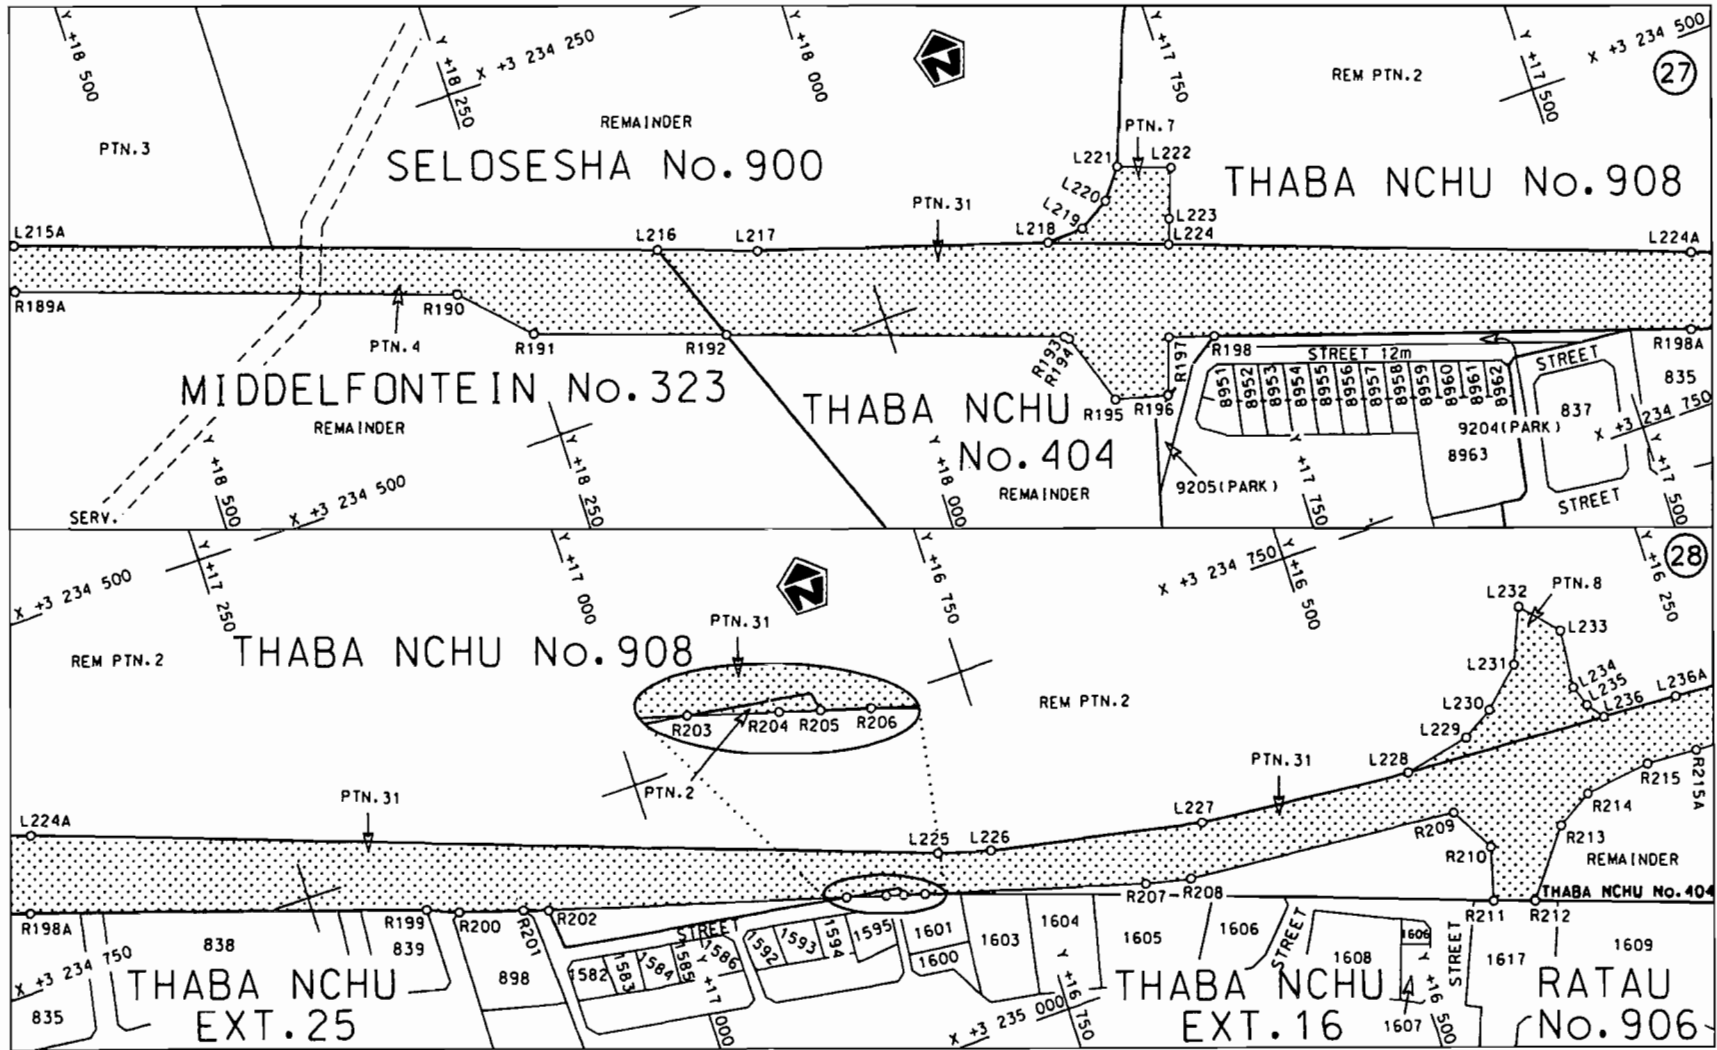 Y +18 500
Y +18 250
X +3 234 250
Y +18 000
Y +17 750
Y +17 500
X +3 234 500
27
REM PTN.2
PTN.3
REMAINDER
SELOSESHA No.900
PTN.7
L221
L222
THABA NCHU No.908
L220
L219
PTN.31
L223
L215A
L216
L217
L218
L224
L224A
R189A
R190
PTN.4
R191
R192
R193
R194
R197
R198
STREET 12m
STREET
R198A
MIDDELFONTEIN No.323
REMAINDER
THABA NCHU
No.404
REMAINDER
R195
R196
8951
8952
8953
8954
8955
8956
8957
8958
8959
8960
8961
8962
835
837
9204(PARK)
X +3 234 750
8963
9205(PARK)
STREET
SERV.
Y +18 500
X +3 234 500
Y +18 250
Y +18 000
Y +17 750
Y +17 500
X +3 234 500
Y +17 250
Y +17 000
Y +16 750
X +3 234 750
Y +16 500
Y +16 250
28
REM PTN.2
THABA NCHU No.908
PTN.31
R203
R204
R205
R206
PTN.2
REM PTN.2
L232
PTN.8
L233
L231
L234
L235
L236
L236A
L230
L229
L228
PTN.31
L224A
PTN.31
L225
L226
L227
R215
R215A
R214
R213
R209
R210
REMAINDER
THABA NCHU No.404
R198A
R199
R200
R201
R202
R207-
R208
R211
R212
838
839
898
STREET
1582
1583
1584
1585
1586
1592
1593
1594
1595
1601
1600
1603
1604
1605
1606
STREET
1608
1606
1607
STREET
1617
1609
X +3 234 750
835
THABA NCHU
EXT.25
Y +17 000
X +3 235 000
Y +16 750
THABA NCHU
EXT.16
Y +16 500
RATAU
No.906